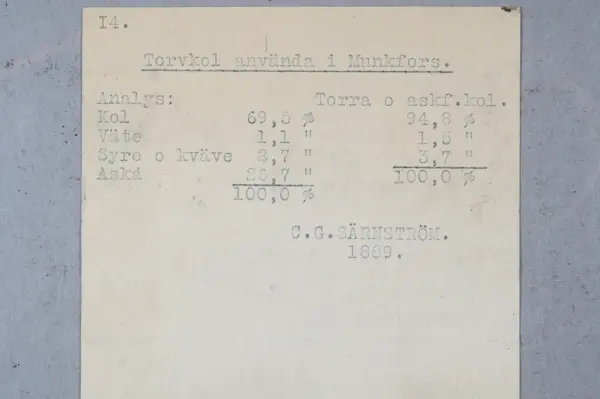 I4.
Torvkol använda i Munkfors.
Analys: Torra o askf.kol.
Kol 69,5 % 94,8 %
Väte 1,1 " 1,5 "
Syre o kväve 2,7 " 3,7 "
Aska 26,7 " 100,0 %
100,0 %
C.G.SÄRNSTRÖM.
1889.